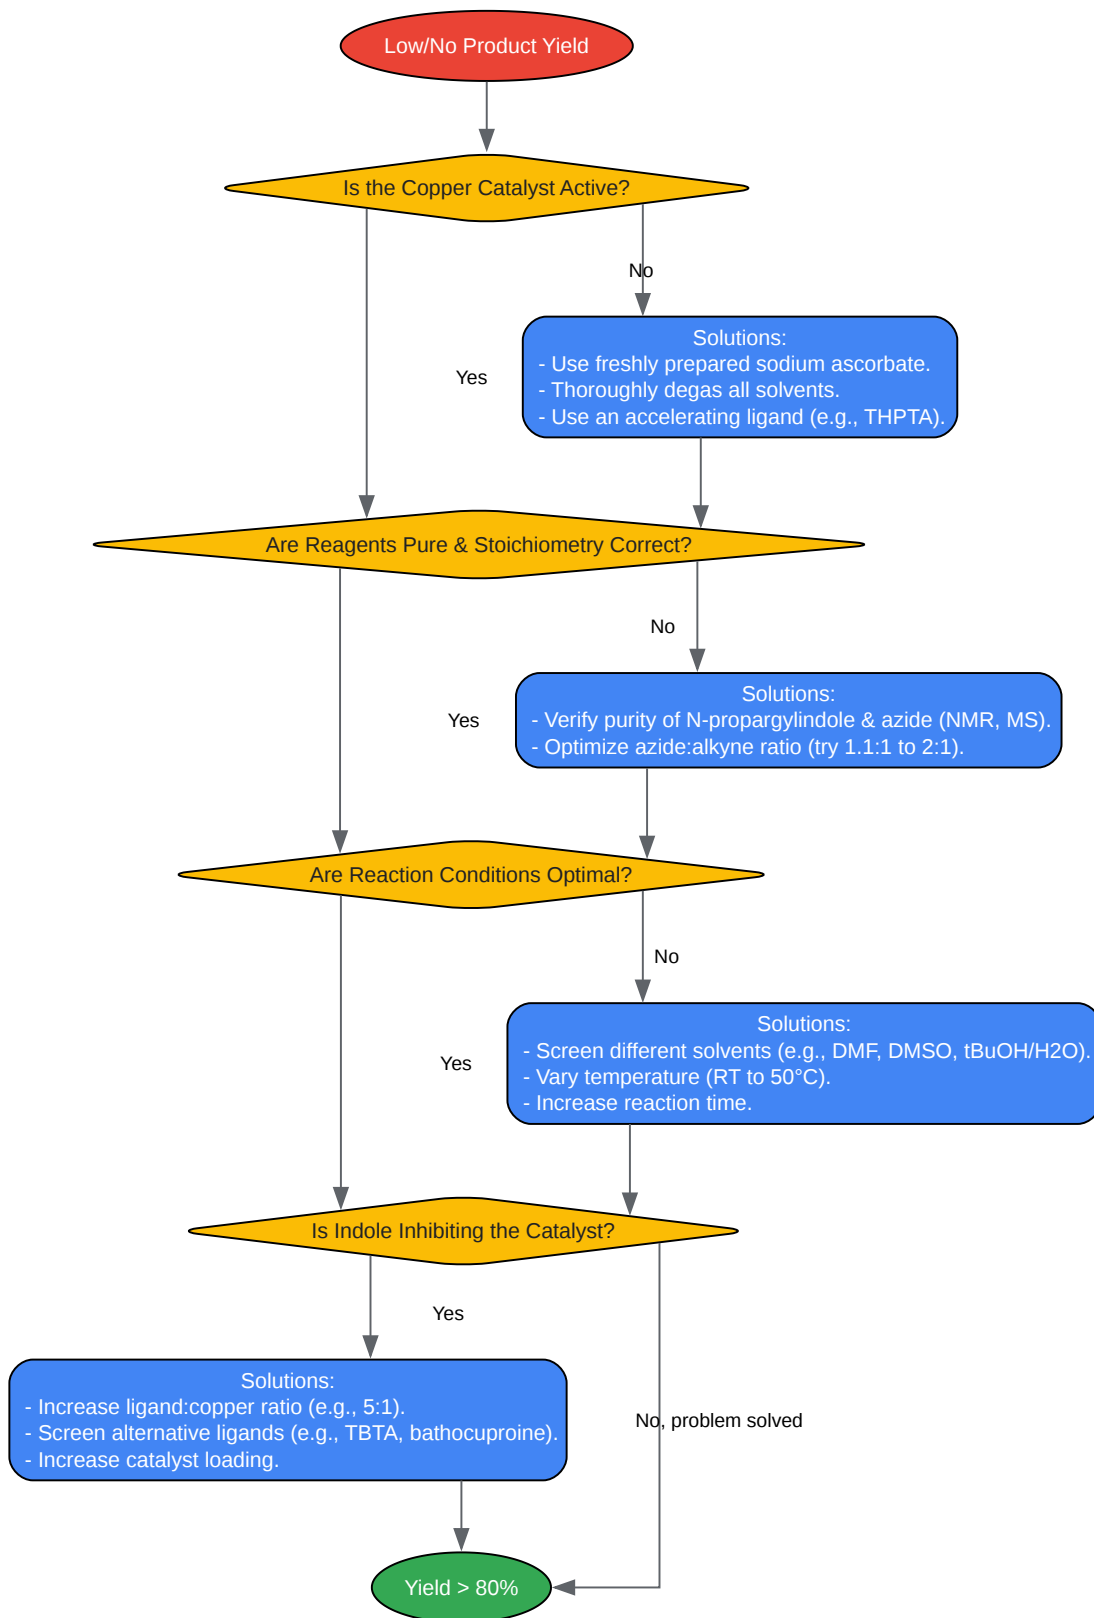 Low/No Product Yield
Is the Copper Catalyst Active?
No
Solutions:
- Use freshly prepared sodium ascorbate.
- Thoroughly degas all solvents.
- Use an accelerating ligand (e.g., THPTA).
Yes
Are Reagents Pure & Stoichiometry Correct?
No
Solutions:
- Verify purity of N-propargylindole & azide (NMR, MS).
- Optimize azide:alkyne ratio (try 1.1:1 to 2:1).
Yes
Are Reaction Conditions Optimal?
No
Solutions:
- Screen different solvents (e.g., DMF, DMSO, tBuOH/H2O).
- Vary temperature (RT to 50°C).
- Increase reaction time.
Yes
Is Indole Inhibiting the Catalyst?
Yes
Solutions:
- Increase ligand:copper ratio (e.g., 5:1).
- Screen alternative ligands (e.g., TBTA, bathocuproine).
- Increase catalyst loading.
No, problem solved
Yield > 80%